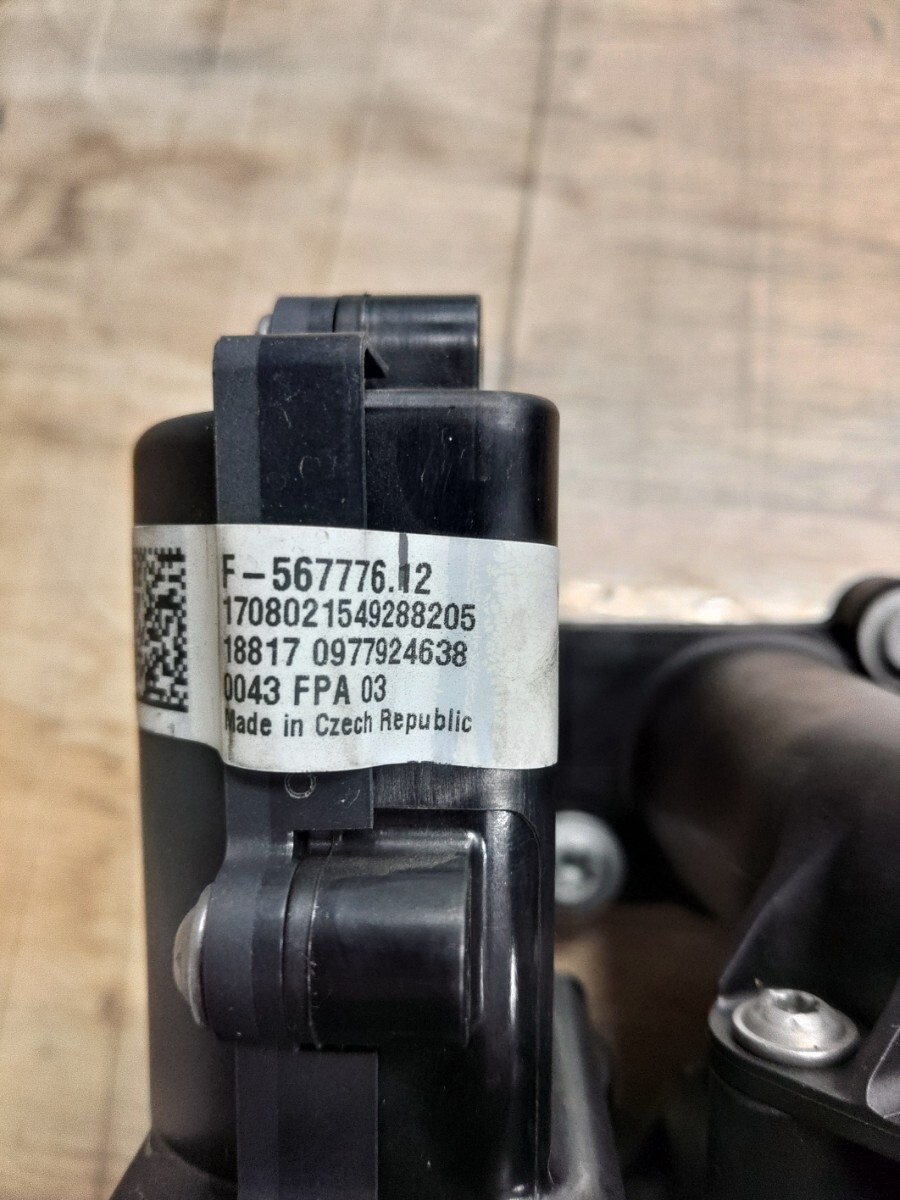 F-567776.12
1708021549288205
18817 0977924638
0043 FPA 03
Made in Czech Republic